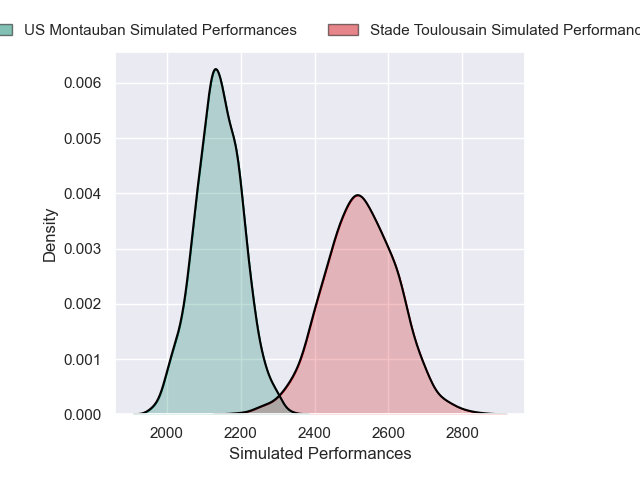 US Montauban Simulated Performances
Stade Toulousain Simulated Performanc
0.006
0.005
0.004
0.003
0.002
0.001
0.000
Density
2000 2200 2400 2600 2800
Simulated Performances